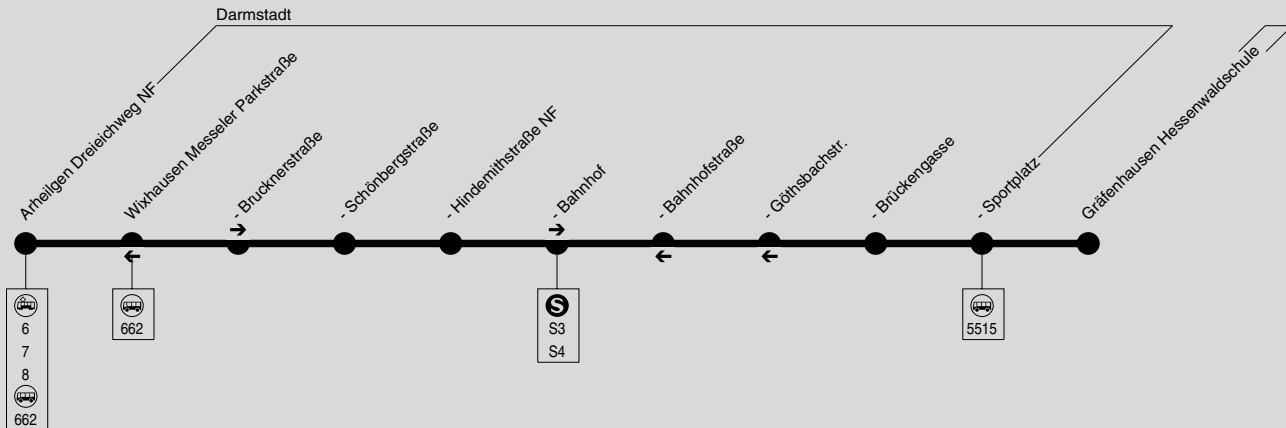 Darmstadt
Arheilgen Dreieichweg NF
Wixhausen Messeler Parkstraße
- Brucknerstraße
- Schönbergstraße
- Hindemithstraße NF
- Bahnhof
- Bahnhofstraße
- Göthsbachstr.
- Brückengasse
- Sportplatz
Gräfenhausen Hessenwaldschule
6
7
8
662
662
S
S3
S4
5515